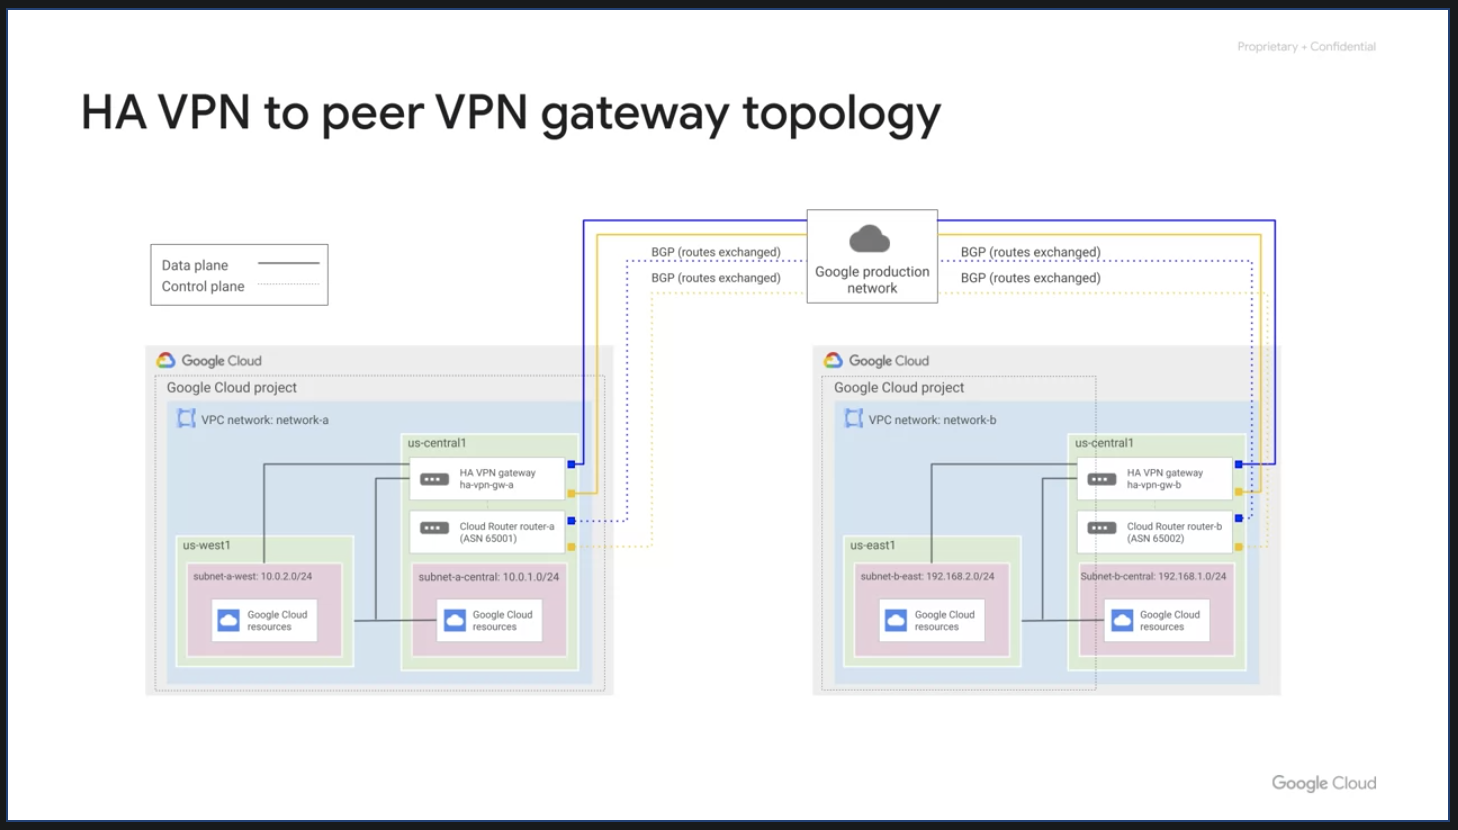 Proprietary + Confidential
HA VPN to peer VPN gateway topology
Data plane
Control plane
BGP (routes exchanged)
BGP (routes exchanged)
Google production
network
BGP (routes exchanged)
BGP (routes exchanged)
Google Cloud
Google Cloud project
VPC network: network-a
us-central1
HA VPN gateway
ha-vpn-gw-a
Cloud Router router-a
(ASN 65001)
us-west1
subnet-a-west: 10.0.2.0/24
Google Cloud
resources
subnet-a-central: 10.0.1.0/24
Google Cloud
resources
Google Cloud
Google Cloud project
VPC network: network-b
us-central1
HA VPN gateway
ha-vpn-gw-b
Cloud Router router-b
(ASN 65002)
us-east1
subnet-b-east: 192.168.2.0/24
Google Cloud
resources
Subnet-b-central: 192.168.1.0/24
Google Cloud
resources
Google Cloud